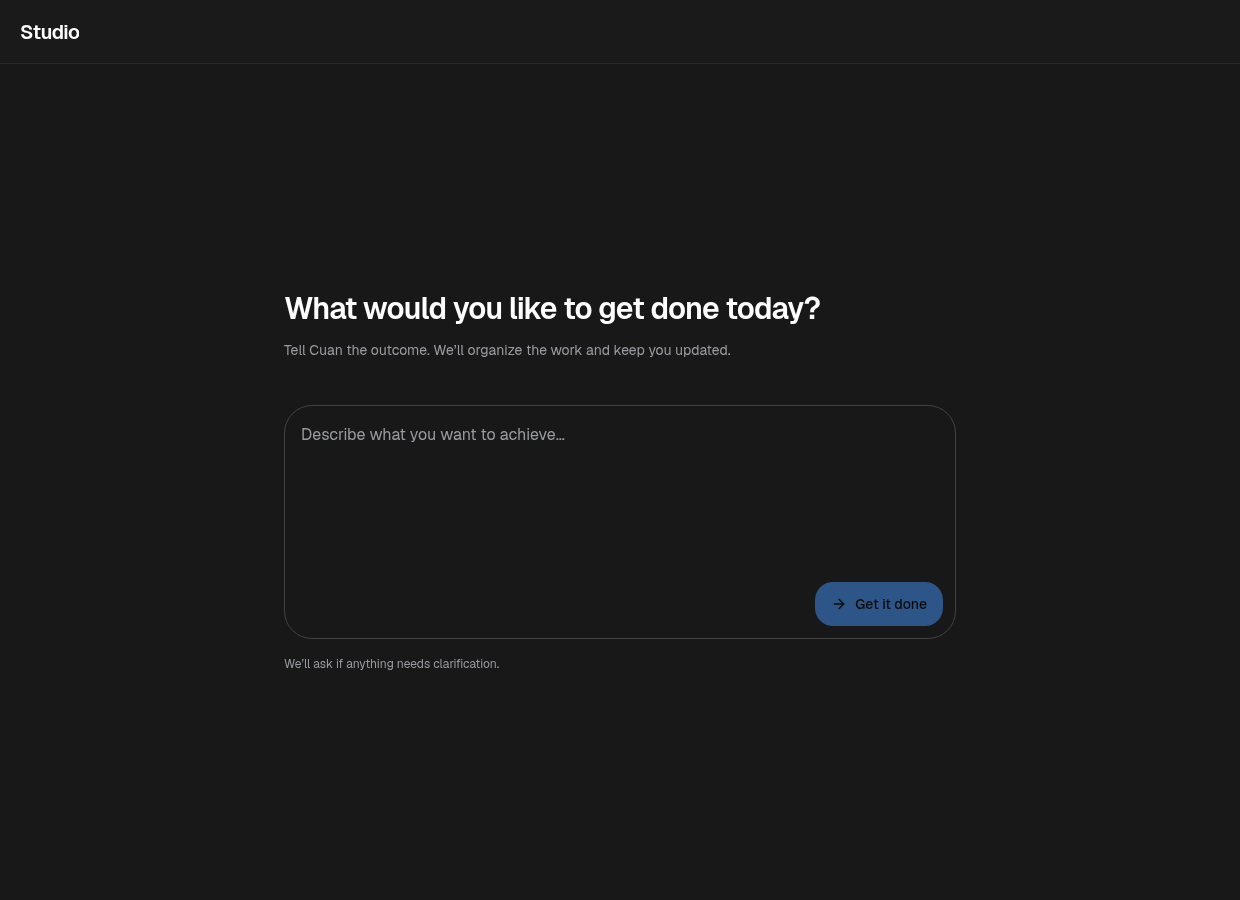 Studio
What would you like to get done today?
Tell Cuan the outcome. We'll organize the work and keep you updated.
Describe what you want to achieve…
Get it done
We'll ask if anything needs clarification.